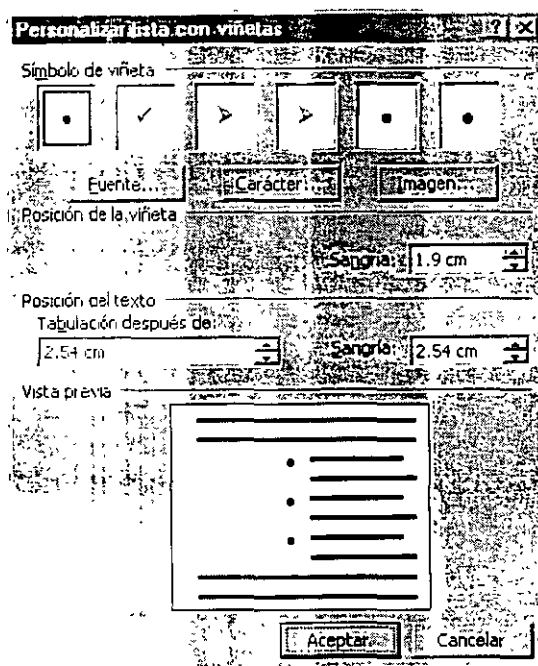 Personalizar lista con viñetas
Símbolo de viñeta
Fuente... Carácter... Imagen...
Posición de la viñeta
Sangría: 1.9 cm
Posición del texto
Tabulación después de:
2.54 cm Sangría: 2.54 cm
Vista previa
Aceptar Cancelar